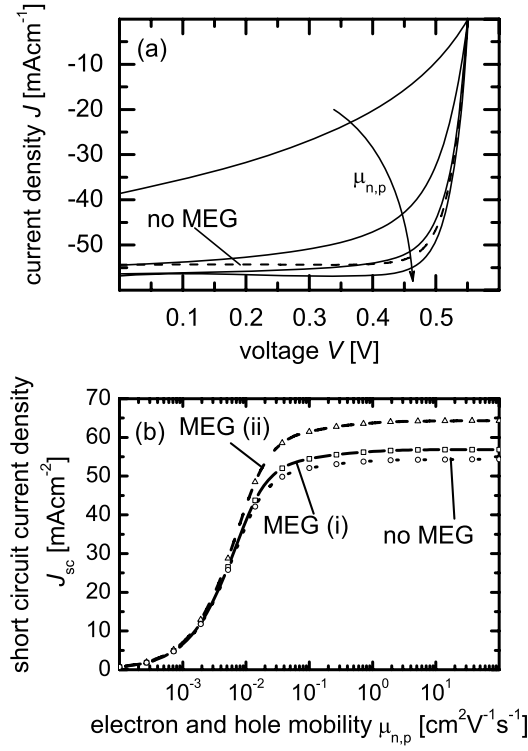 (a)
-10
-20
-30
-40
-50
current density J [mAcm⁻¹]
μn,p
no MEG
0.1 0.2 0.3 0.4 0.5
voltage V [V]
(b)
70
60
50
40
30
20
10
0
short circuit current density
Jsc [mAcm⁻²]
MEG (ii)
MEG (i)
no MEG
10⁻³ 10⁻² 10⁻¹ 10⁰ 10¹
electron and hole mobility μn,p [cm²V⁻¹s⁻¹]